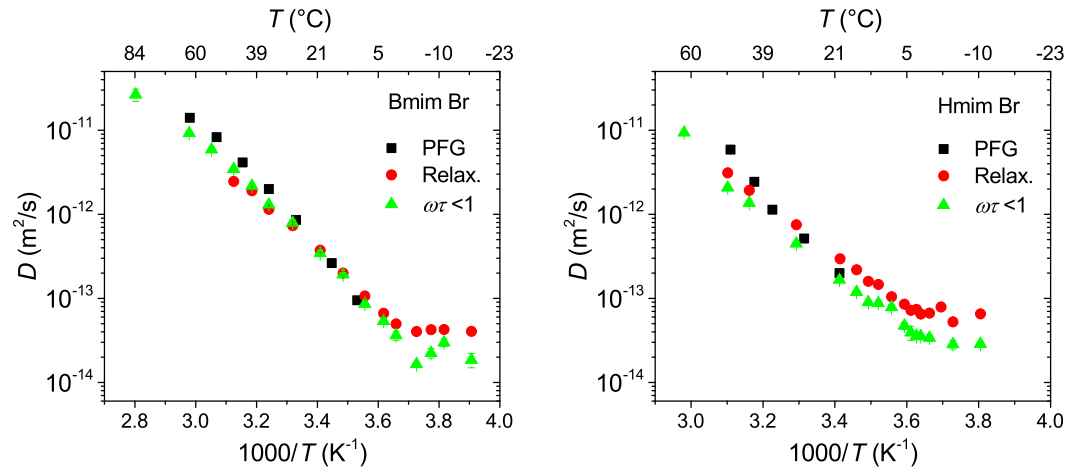 T (°C)
84 60 39 21 5 -10 -23
Bmim Br
PFG
Relax.
ωτ <1
10⁻¹¹
10⁻¹²
10⁻¹³
10⁻¹⁴
D (m²/s)
2.8 3.0 3.2 3.4 3.6 3.8 4.0
1000/T (K⁻¹)
T (°C)
60 39 21 5 -10 -23
Hmim Br
PFG
Relax.
ωτ <1
10⁻¹¹
10⁻¹²
10⁻¹³
10⁻¹⁴
D (m²/s)
3.0 3.2 3.4 3.6 3.8 4.0
1000/T (K⁻¹)